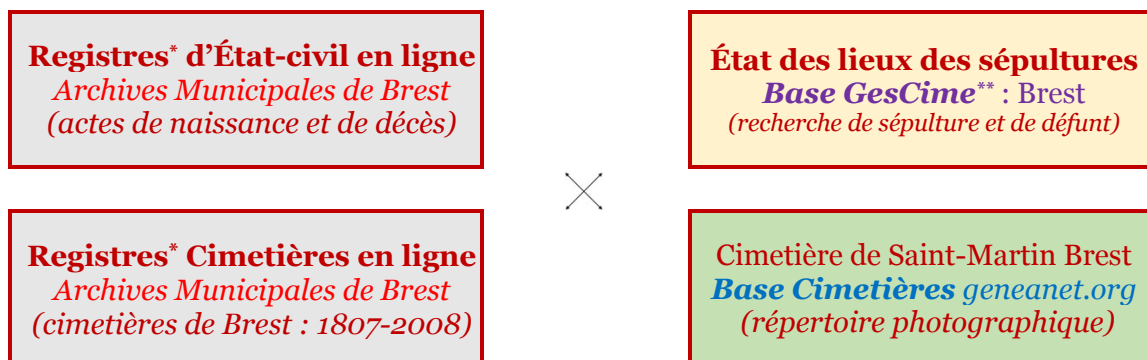 Registres* d’État-civil en ligne
Archives Municipales de Brest
(actes de naissance et de décès)
État des lieux des sépultures
Base GesCime** : Brest
(recherche de sépulture et de défunt)
Registres* Cimetières en ligne
Archives Municipales de Brest
(cimetières de Brest : 1807-2008)
Cimetière de Saint-Martin Brest
Base Cimetières geneanet.org
(répertoire photographique)